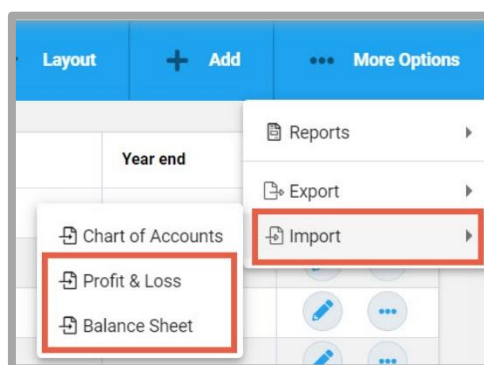 Layout
Add
More Options
Year end
Reports
Export
Import
Chart of Accounts
Profit & Loss
Balance Sheet